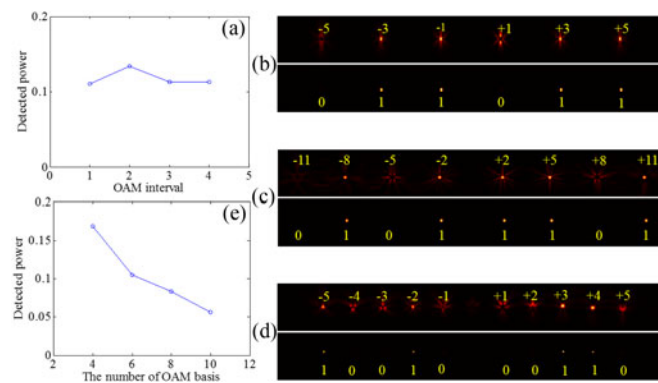 0.2
0.1
0
0 1 2 3 4 5
Detected power
OAM interval
(a)
-5 -3 -1 +1 +3 +5
(b)
0 1 1 0 1 1
-11 -8 -5 -2 +2 +5 +8 +11
(c)
0 1 0 1 1 1 0 1
0.2
0.15
0.1
0.05
0
2 4 6 8 10 12
Detected power
The number of OAM basis
(e)
-5 -4 -3 -2 -1 +1 +2 +3 +4 +5
(d)
1 0 0 1 0 0 0 1 1 0